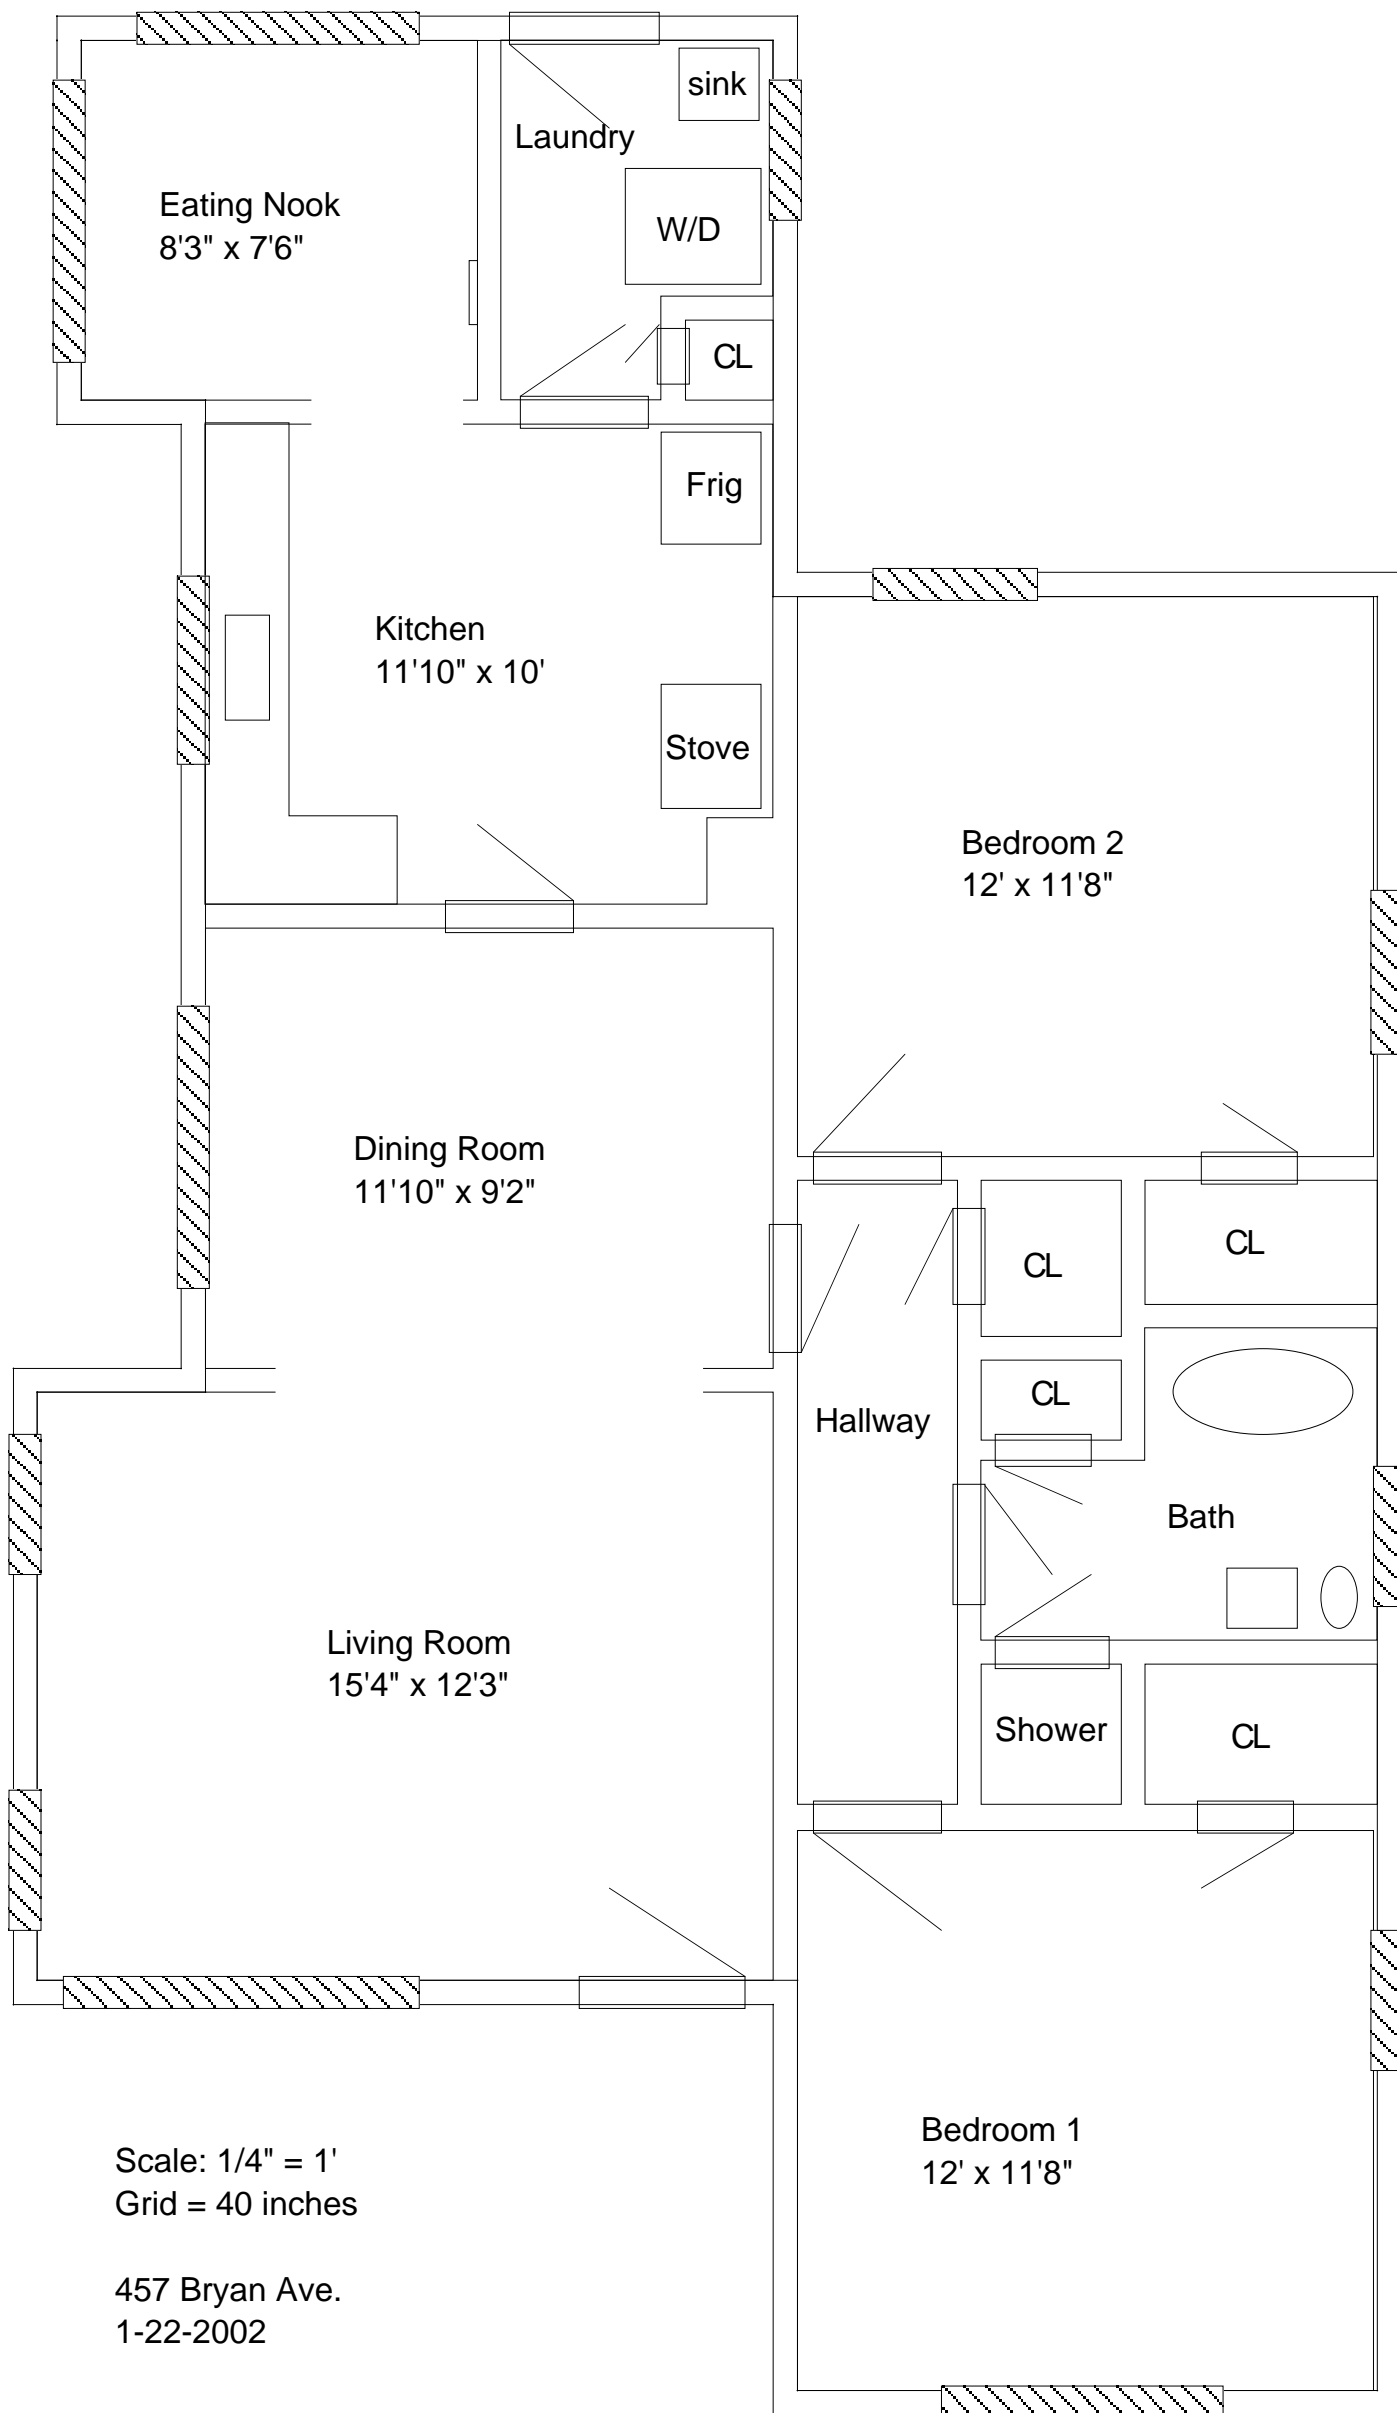 sink
Laundry
Eating Nook
8'3" x 7'6"
W/D
CL
Frig
Kitchen
11'10" x 10'
Stove
Bedroom 2
12' x 11'8"
Dining Room
11'10" x 9'2"
CL
CL
CL
Hallway
Bath
Living Room
15'4" x 12'3"
Shower
CL
Bedroom 1
12' x 11'8"
Scale: 1/4" = 1'
Grid = 40 inches
457 Bryan Ave.
1-22-2002